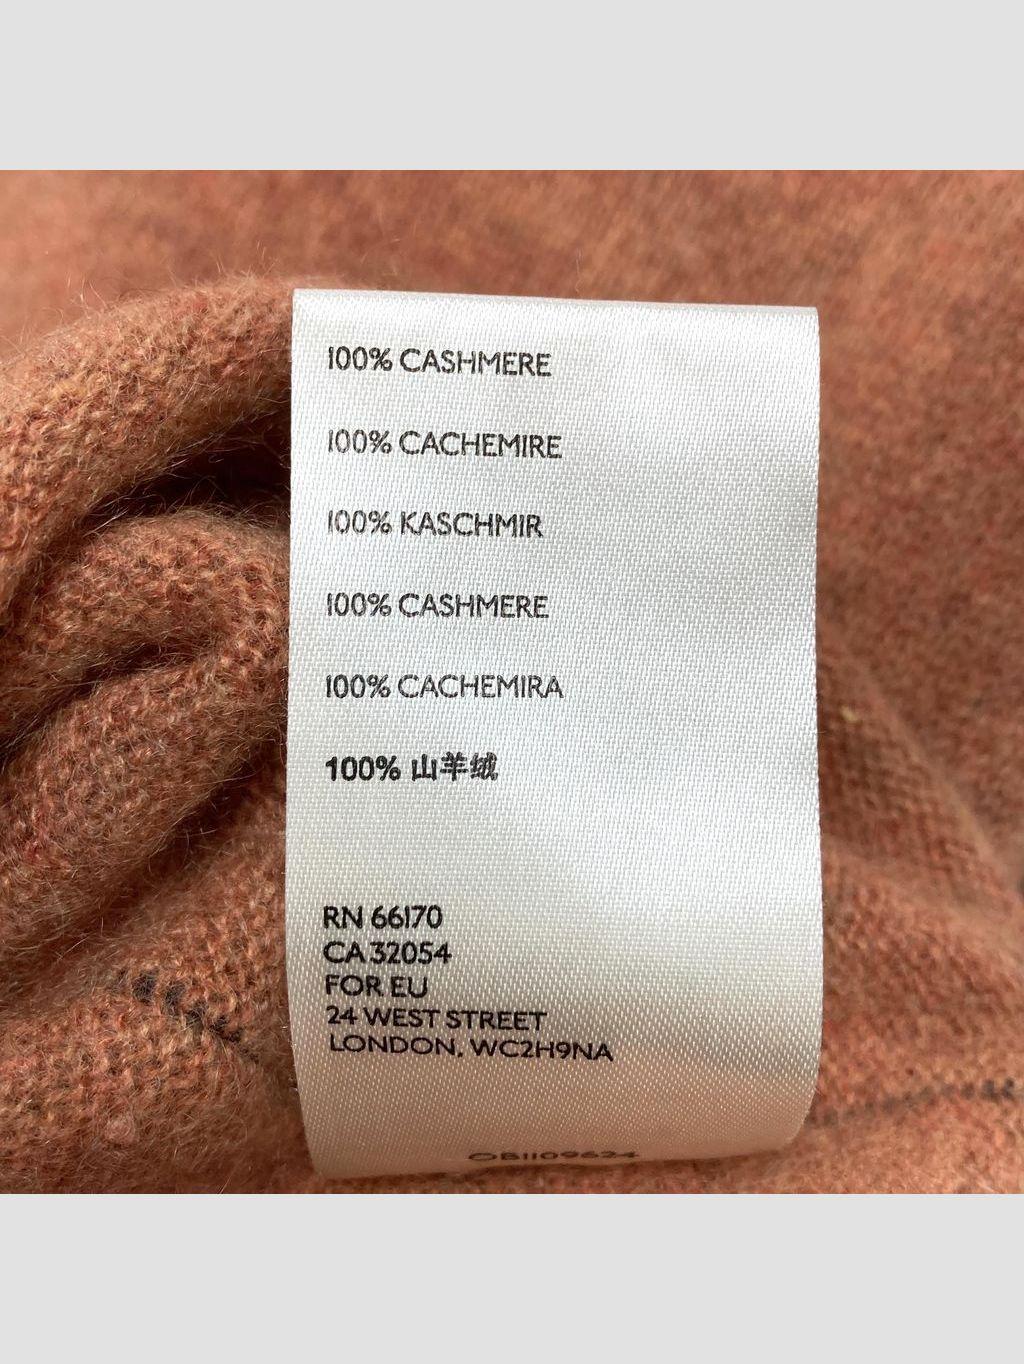 100% CASHMERE
100% CACHEMIRE
100% KASCHMIR
100% CASHMERE
100% CACHEMIRA
100% 山羊绒
RN 66170
CA 32054
FOR EU
24 WEST STREET
LONDON, WC2H9NA
OB1109624